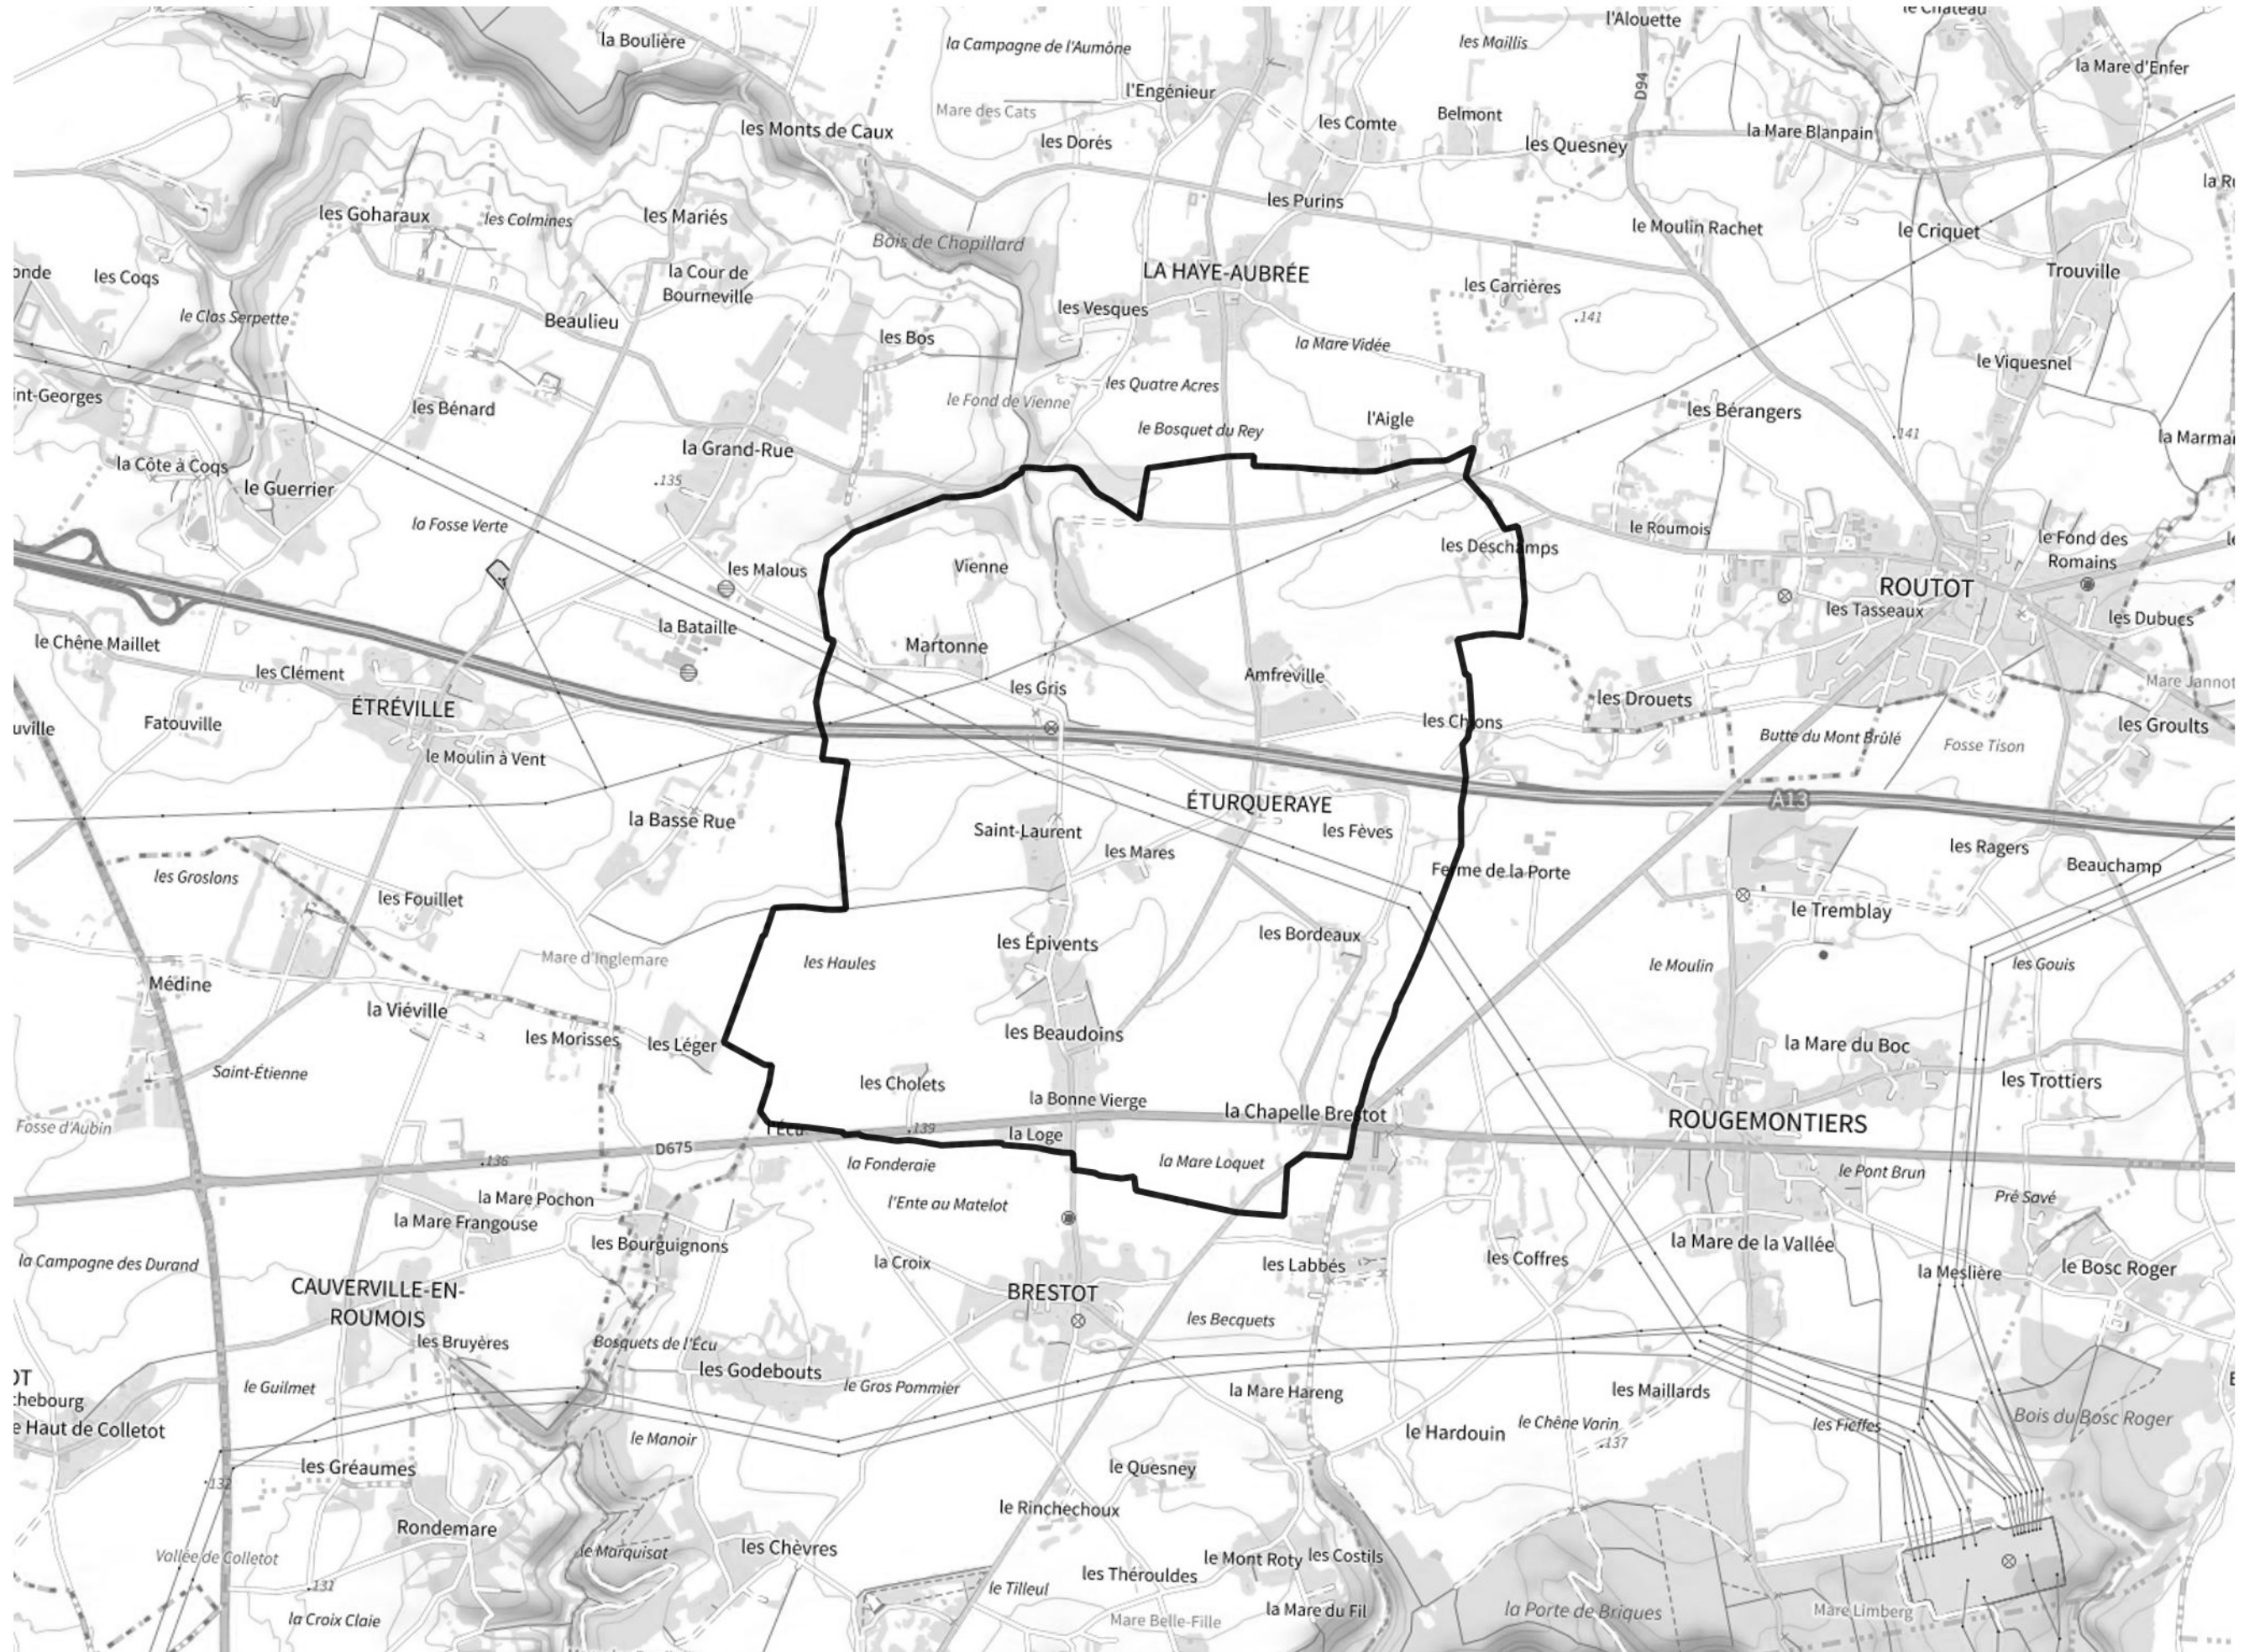 l'Alouette
le Château
la Boulière
la Campagne de l'Aumône
les Maillis
la Mare d'Enfer
D94
l'Engénieur
Mare des Cats
Belmont
les Comte
les Monts de Caux
la Mare Blanpain
les Dorés
les Quesney
les Purins
les Goharaux
les Colmines
les Mariés
le Moulin Rachet
le Criquet
Bois de Chopillard
les Coqs
la Cour de
Bourneville
LA HAYE-AUBRÉE
Trouville
les Carrières
les Vesques
le Clos Serpette
Beaulieu
141
les Bos
la Mare Vidée
le Viquesnel
les Quatre Acres
le Fond de Vienne
les Bénard
les Bérangers
l'Aigle
le Bosquet du Rey
141
la Grand-Rue
la Côte à Coqs
135
le Guerrier
la Fosse Verte
le Roumois
le Fond des
Romains
les Deschamps
Vienne
les Malous
ROUTOT
les Tasseaux
les Dubucs
la Bataille
le Chêne Maillet
Martonne
les Clément
Amfreville
Mare Jannot
les Gris
les Drouets
ÉTRÉVILLE
Fatouville
les Chions
les Groults
Butte du Mont Brûlé
Fosse Tison
le Moulin à Vent
A13
ÉTURQUERAYE
la Basse Rue
Saint-Laurent
les Fèves
les Ragers
les Mares
Beauchamp
Ferme de la Porte
les Groslons
les Fouillet
le Tremblay
les Bordeaux
les Épivents
Mare d'Inglemare
les Haules
le Moulin
les Gouis
Médine
la Viéville
les Beaudoins
les Morisses
les Léger
la Mare du Boc
Saint-Étienne
les Cholets
les Trottiers
la Bonne Vierge
la Chapelle Brestot
ROUGEMONTIERS
Fosse d'Aubin
l'Écu
139
la Loge
D675
136
la Fonderaie
la Mare Loquet
le Pont Brun
la Mare Pochon
Pré Savé
l'Ente au Matelot
la Mare Frangouse
les Bourguignons
la Mare de la Vallée
la Campagne des Durand
la Croix
les Labbés
les Coffres
la Meslière
le Bosc Roger
CAUVERVILLE-EN-
ROUMOIS
BRESTOT
les Becquets
les Bruyères
Bosquets de l'Écu
les Godebouts
le Guilmet
le Gros Pommier
la Mare Hareng
les Maillards
e Haut de Colletot
le Manoir
le Hardouin
le Chêne Varin
les Fieffes
Bois du Bosc Roger
137
les Gréaumes
132
le Quesney
le Rinchechoux
Rondemare
Vallée de Colletot
le Marquisat
les Chèvres
le Mont Roty
les Costils
131
les Thérouldes
le Tilleul
la Croix Claie
Mare Belle-Fille
la Mare du Fil
la Porte de Briques
Mare Limberg